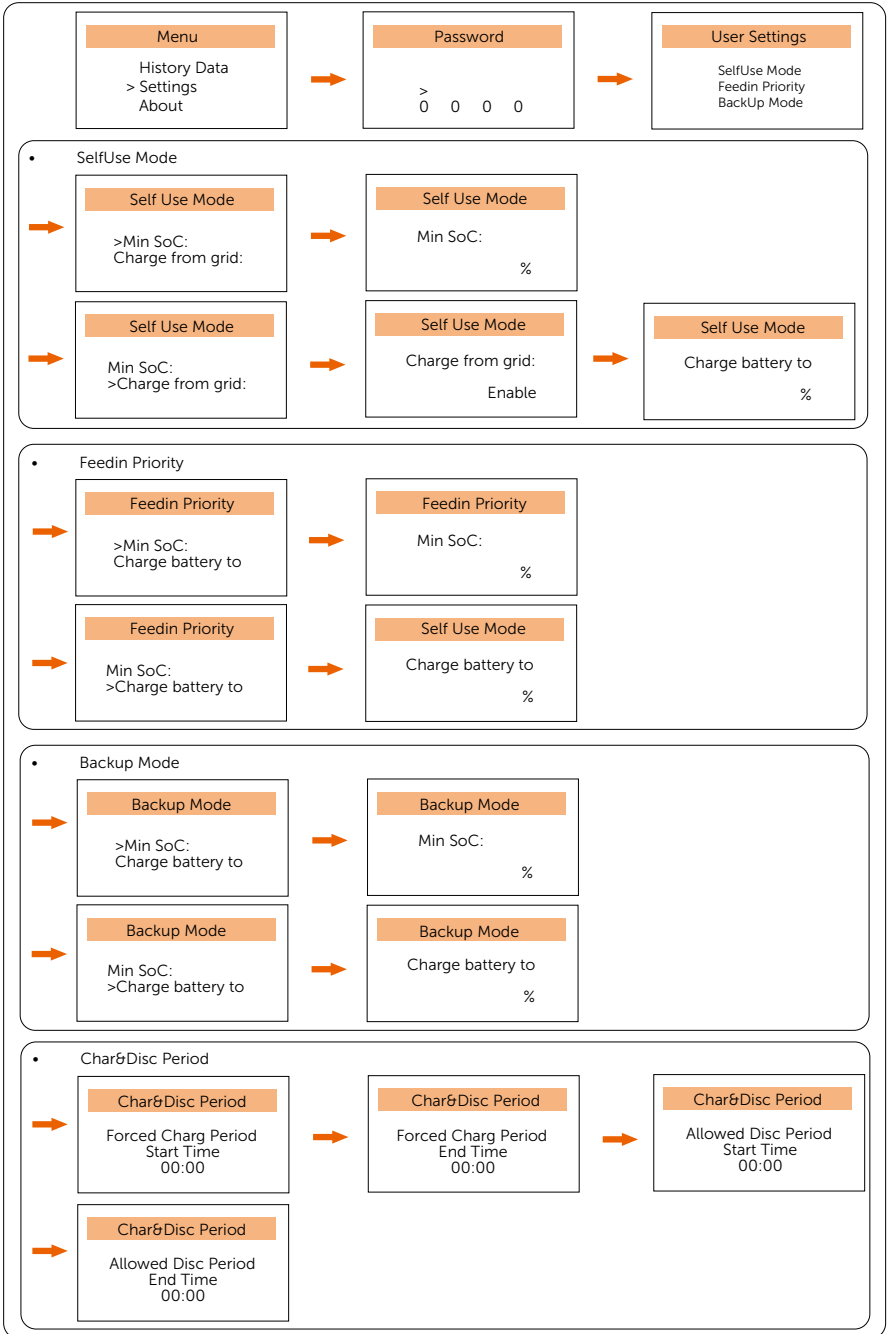 Menu
History Data
> Settings
About
Password
>
0 0 0 0
User Settings
SelfUse Mode
Feedin Priority
BackUp Mode
• SelfUse Mode
Self Use Mode
>Min SoC:
Charge from grid:
Self Use Mode
Min SoC:
%
Self Use Mode
Min SoC:
>Charge from grid:
Self Use Mode
Charge from grid:
Enable
Self Use Mode
Charge battery to
%
• Feedin Priority
Feedin Priority
>Min SoC:
Charge battery to
Feedin Priority
Min SoC:
%
Feedin Priority
Min SoC:
>Charge battery to
Self Use Mode
Charge battery to
%
• Backup Mode
Backup Mode
>Min SoC:
Charge battery to
Backup Mode
Min SoC:
%
Backup Mode
Min SoC:
>Charge battery to
Backup Mode
Charge battery to
%
• Char&Disc Period
Char&Disc Period
Forced Charg Period
Start Time
00:00
Char&Disc Period
Forced Charg Period
End Time
00:00
Char&Disc Period
Allowed Disc Period
Start Time
00:00
Char&Disc Period
Allowed Disc Period
End Time
00:00